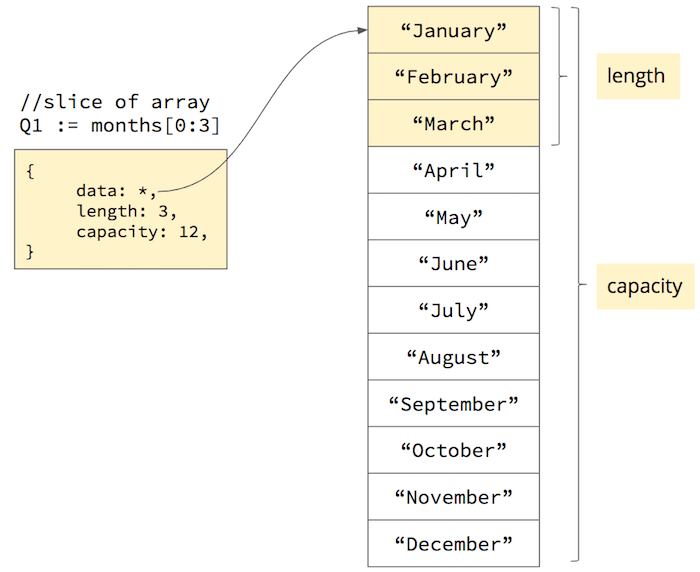 //slice of array
Q1 := months[0:3]
{
data: *,
length: 3,
capacity: 12,
}
“January”
“February”
“March”
“April”
“May”
“June”
“July”
“August”
“September”
“October”
“November”
“December”
length
capacity